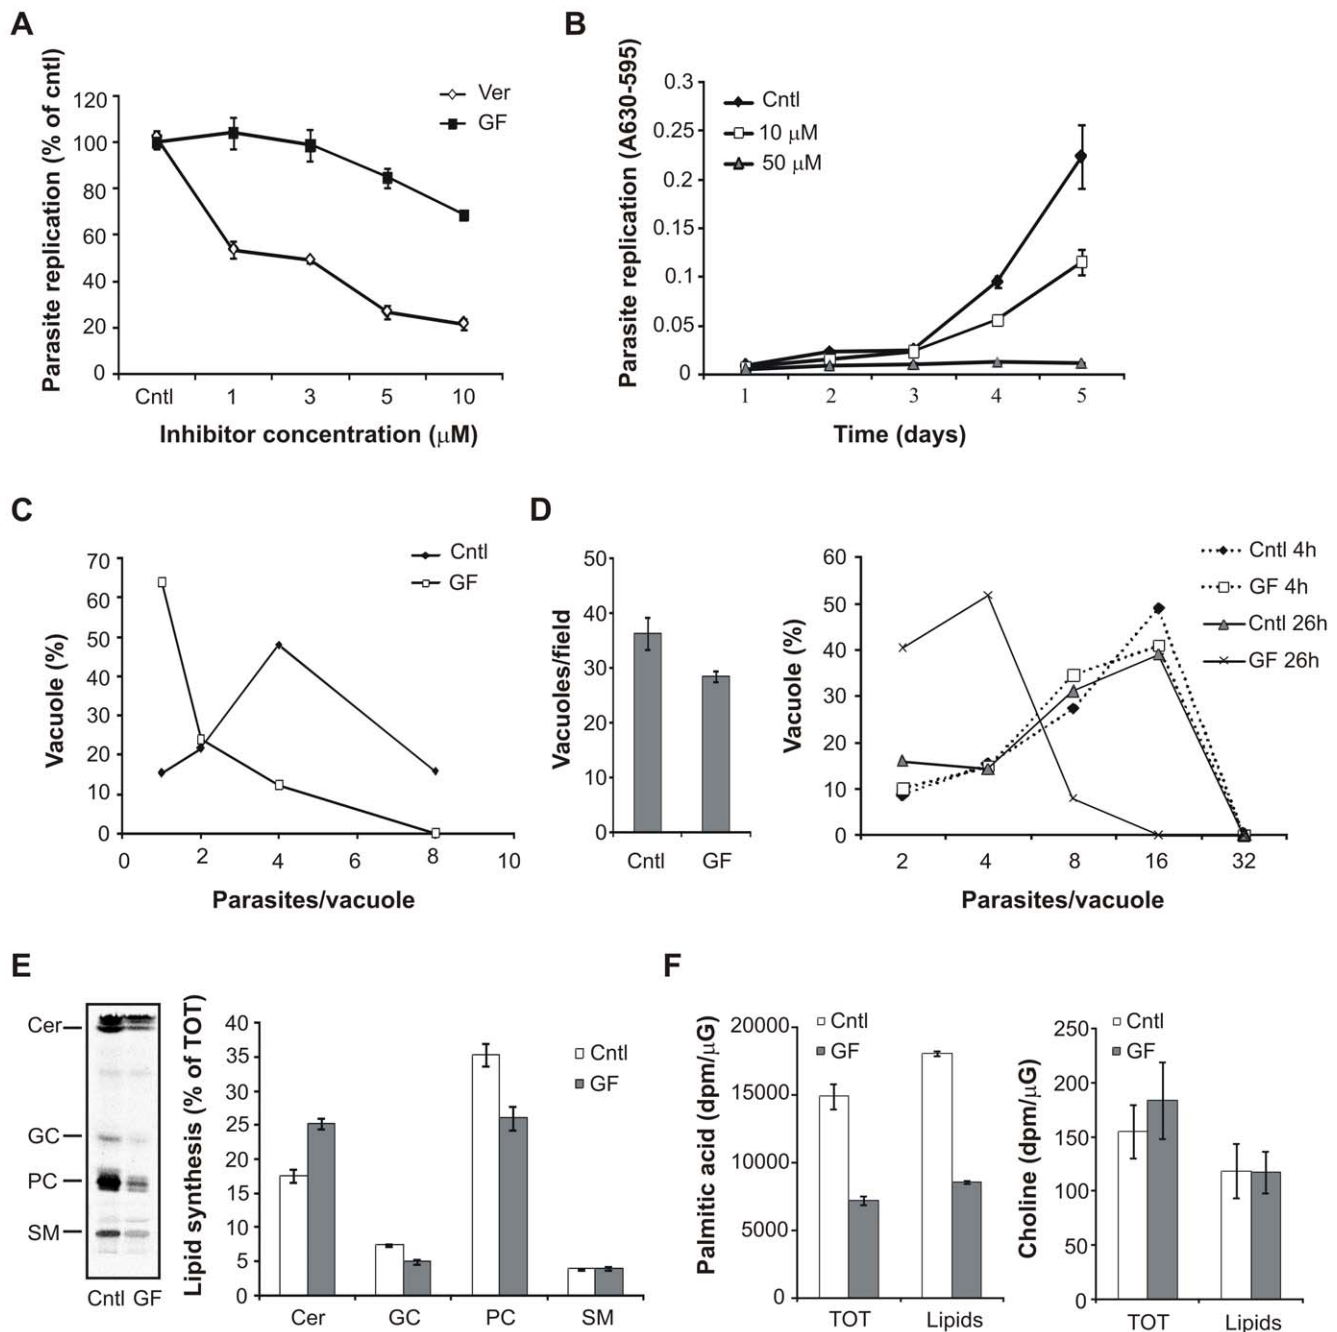 A
Parasite replication (% of cntl)
120
100
80
60
40
20
0
Ver
GF
Cntl 1 3 5 10
Inhibitor concentration (μM)
B
Parasite replication (A630-595)
0.3
0.25
0.2
0.15
0.1
0.05
0
Cntl
10 μM
50 μM
1 2 3 4 5
Time (days)
C
Vacuole (%)
70
60
50
40
30
20
10
0
Cntl
GF
0 2 4 6 8 10
Parasites/vacuole
D
Vacuoles/field
50
40
30
20
10
0
Cntl GF
Vacuole (%)
60
50
40
30
20
10
0
Cntl 4h
GF 4h
Cntl 26h
GF 26h
2 4 8 16 32
Parasites/vacuole
E
Cer
GC
PC
SM
Cntl GF
Lipid synthesis (% of TOT)
40
35
30
25
20
15
10
5
0
Cntl
GF
Cer GC PC SM
F
Palmitic acid (dpm/μG)
20000
15000
10000
5000
0
Cntl
GF
TOT Lipids
Choline (dpm/μG)
250
200
150
100
50
0
Cntl
GF
TOT Lipids